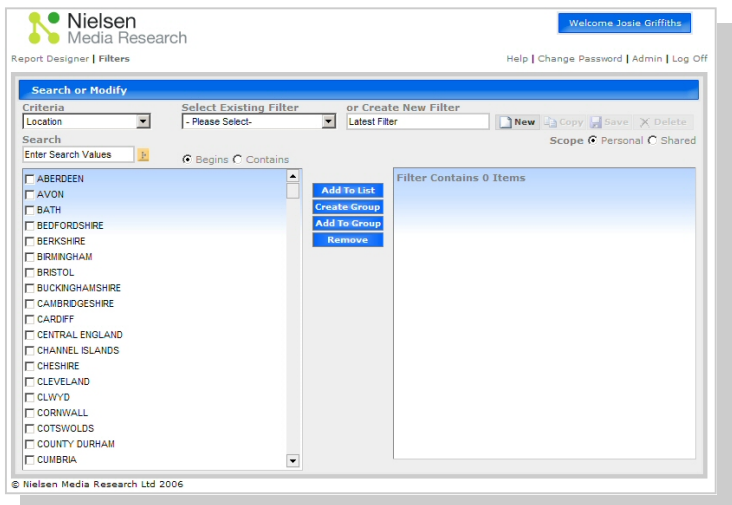 Nielsen
Media Research
Welcome Josie Griffiths
Report Designer | Filters
Help | Change Password | Admin | Log Off
Search or Modify
Criteria
Select Existing Filter
or Create New Filter
Location
- Please Select-
Latest Filter
New
Copy
Save
Delete
Search
Scope
Personal
Shared
Enter Search Values
Begins
Contains
ABERDEEN
AVON
BATH
BEDFORDSHIRE
BERKSHIRE
BIRMINGHAM
BRISTOL
BUCKINGHAMSHIRE
CAMBRIDGESHIRE
CARDIFF
CENTRAL ENGLAND
CHANNEL ISLANDS
CHESHIRE
CLEVELAND
CLWYD
CORNWALL
COTSWOLDS
COUNTY DURHAM
CUMBRIA
Add To List
Create Group
Add To Group
Remove
Filter Contains 0 Items
© Nielsen Media Research Ltd 2006